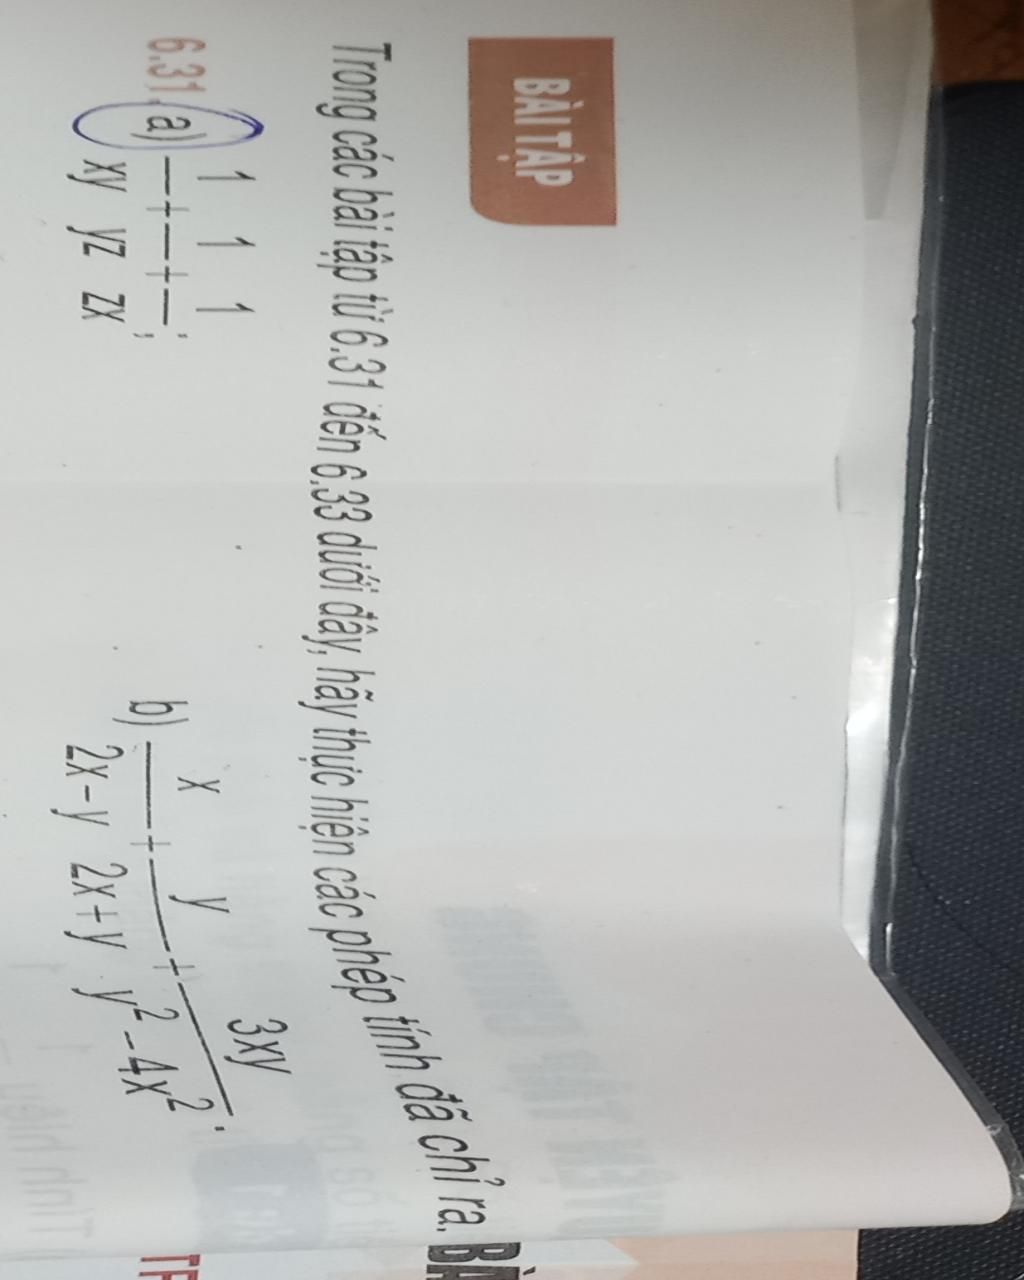 BÀI TẬP
Trong các bài tập từ 6.31 đến 6.33 dưới đây, hãy thực hiện các phép tính đã chỉ ra.
6.31. a) 1/xy + 1/yz + 1/zx; b) x/(2x-y) + y/(2x+y) + 3xy/(y²-4x²).